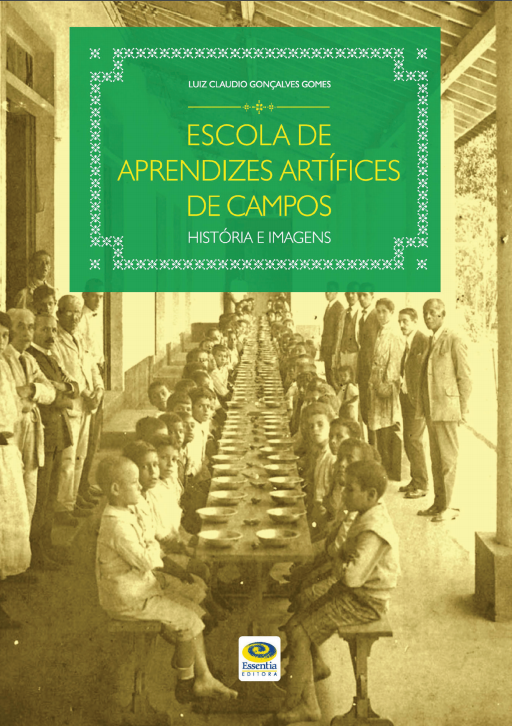 LUIZ CLAUDIO GONÇALVES GOMES
ESCOLA DE
APRENDIZES ARTÍFICES
DE CAMPOS
HISTÓRIA E IMAGENS
Essentia
EDITORA